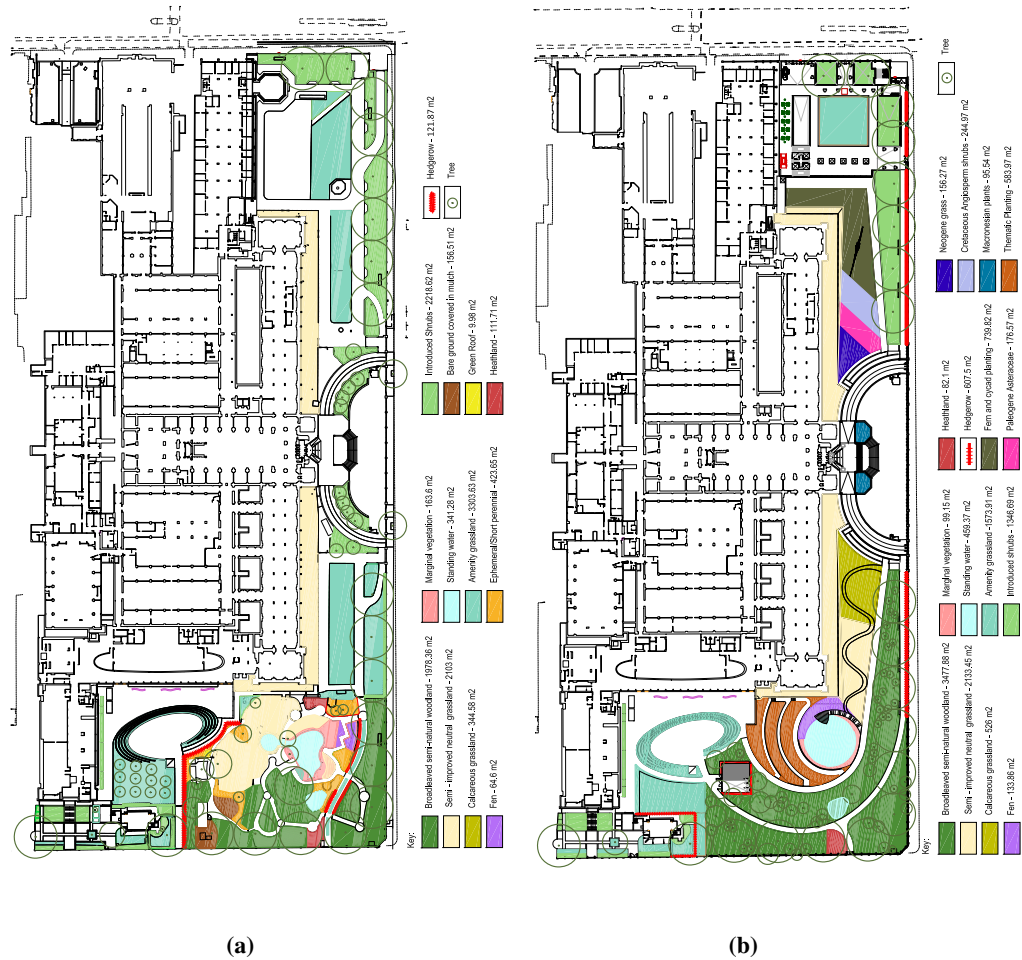 Key:
Broadleaved semi-natural woodland - 1978.36 m2
Semi-improved neutral grassland - 2103 m2
Calcareous grassland - 344.58 m2
Fen - 64.6 m2
Marginal vegetation - 163.6 m2
Standing water - 341.28 m2
Amenity grassland - 3303.63 m2
Ephemeral/Short perennial - 423.65 m2
Introduced Shrubs - 2218.62 m2
Bare ground covered in mulch - 156.51 m2
Green Roof - 9.98 m2
Heathland - 111.71 m2
Hedgerow - 121.87 m2
Tree
(a)
Key:
Broadleaved semi-natural woodland - 3477.88 m2
Semi-improved neutral grassland - 2133.45 m2
Calcareous grassland - 526 m2
Fen - 133.86 m2
Marginal vegetation - 99.15 m2
Standing water - 459.37 m2
Amenity grassland -1573.91 m2
Introduced shrubs - 1346.69 m2
Heathland - 82.1 m2
Hedgerow - 607.5 m2
Fern and cycad planting - 739.82 m2
Paleogene Asteraceae - 176.57 m2
Neogene grass - 156.27 m2
Cretaceous Angiosperm shrubs - 244.97 m2
Macronesian plants - 95.54 m2
Thematic Planting - 583.97 m2
Tree
(b)